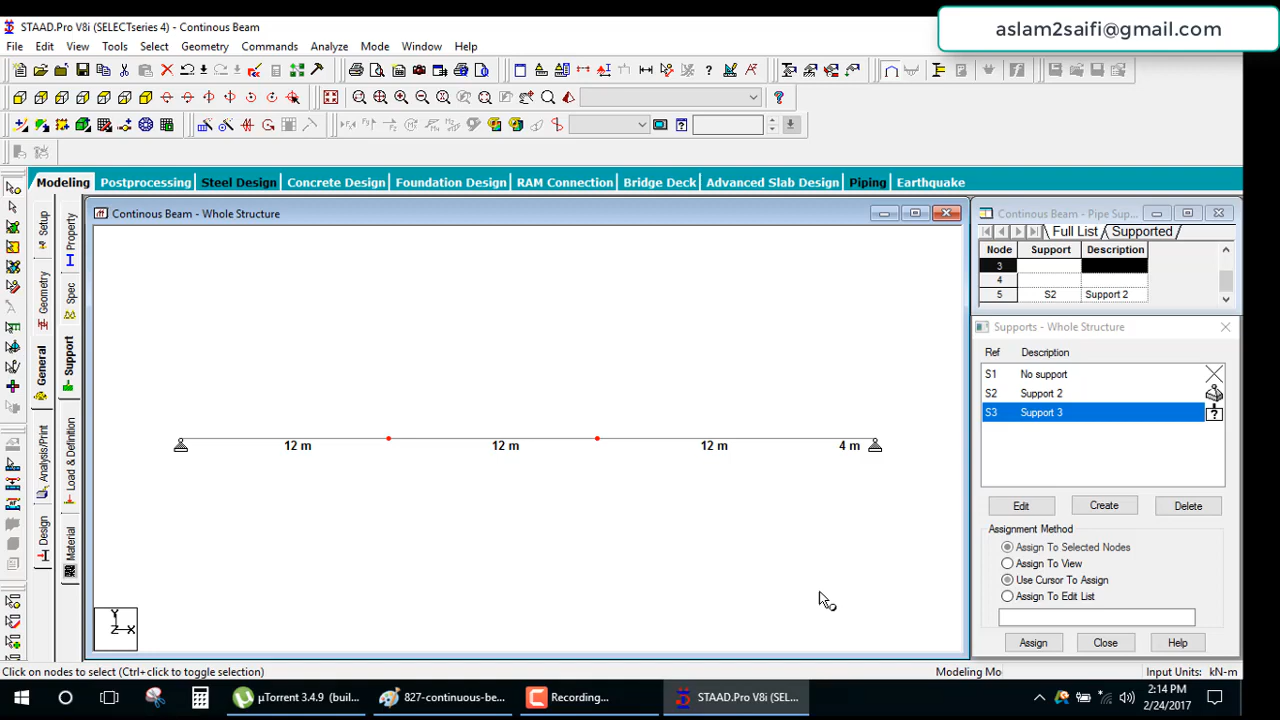 aslam2saifi@gmail.com
STAAD.Pro V8i (SELECTseries 4) - Continous Beam
File Edit View Tools Select Geometry Commands Analyze Mode Window Help
Modeling Postprocessing Steel Design Concrete Design Foundation Design RAM Connection Bridge Deck Advanced Slab Design Piping Earthquake
Continous Beam - Whole Structure
Continous Beam - Pipe Sup...
Full List Supported
Node Support Description
3
4
5 S2 Support 2
Supports - Whole Structure
Ref Description
S1 No support
S2 Support 2
S3 Support 3
Edit Create Delete
Assignment Method
Assign To Selected Nodes
Assign To View
Use Cursor To Assign
Assign To Edit List
Assign Close Help
Setup
Geometry
General
Analysis/Print
Design
Property
Spec
Support
Load & Definition
Material
12 m 12 m 12 m 4 m
Y
Z X
Click on nodes to select (Ctrl+click to toggle selection)
Modeling Mo
Input Units: kN-m
µTorrent 3.4.9 (buil...
827-continuous-be...
Recording...
STAAD.Pro V8i (SEL...
2:14 PM
2/24/2017